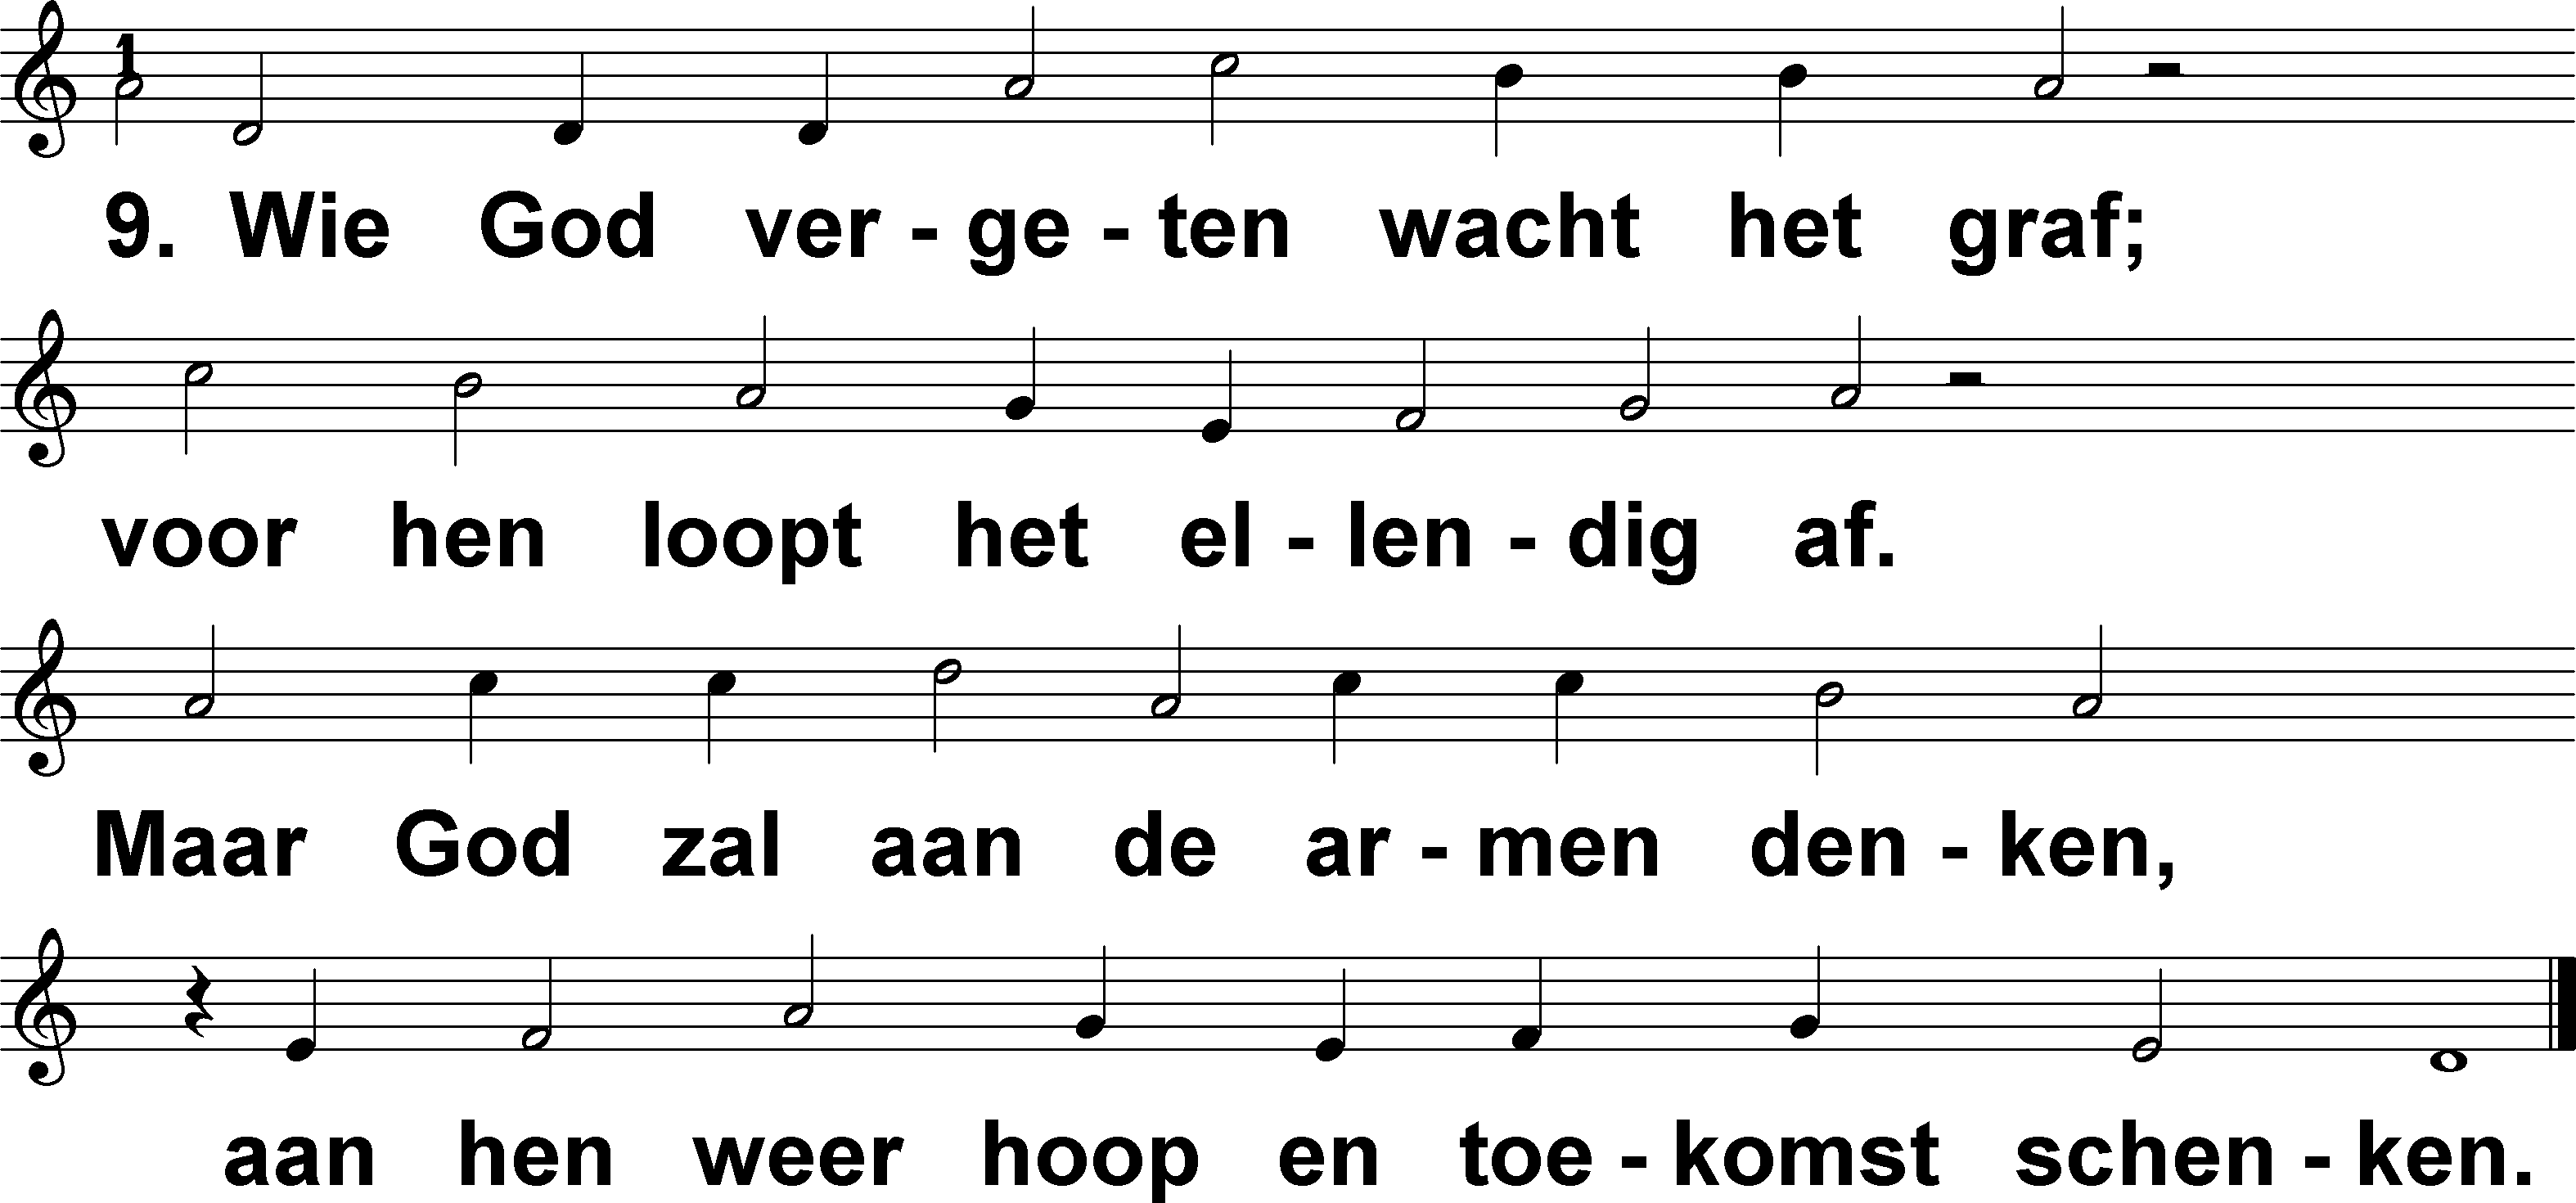 1
9. Wie God ver - ge - ten wacht het graf;
voor hen loopt het el - len - dig af.
Maar God zal aan de ar - men den - ken,
aan hen weer hoop en toe - komst schen - ken.